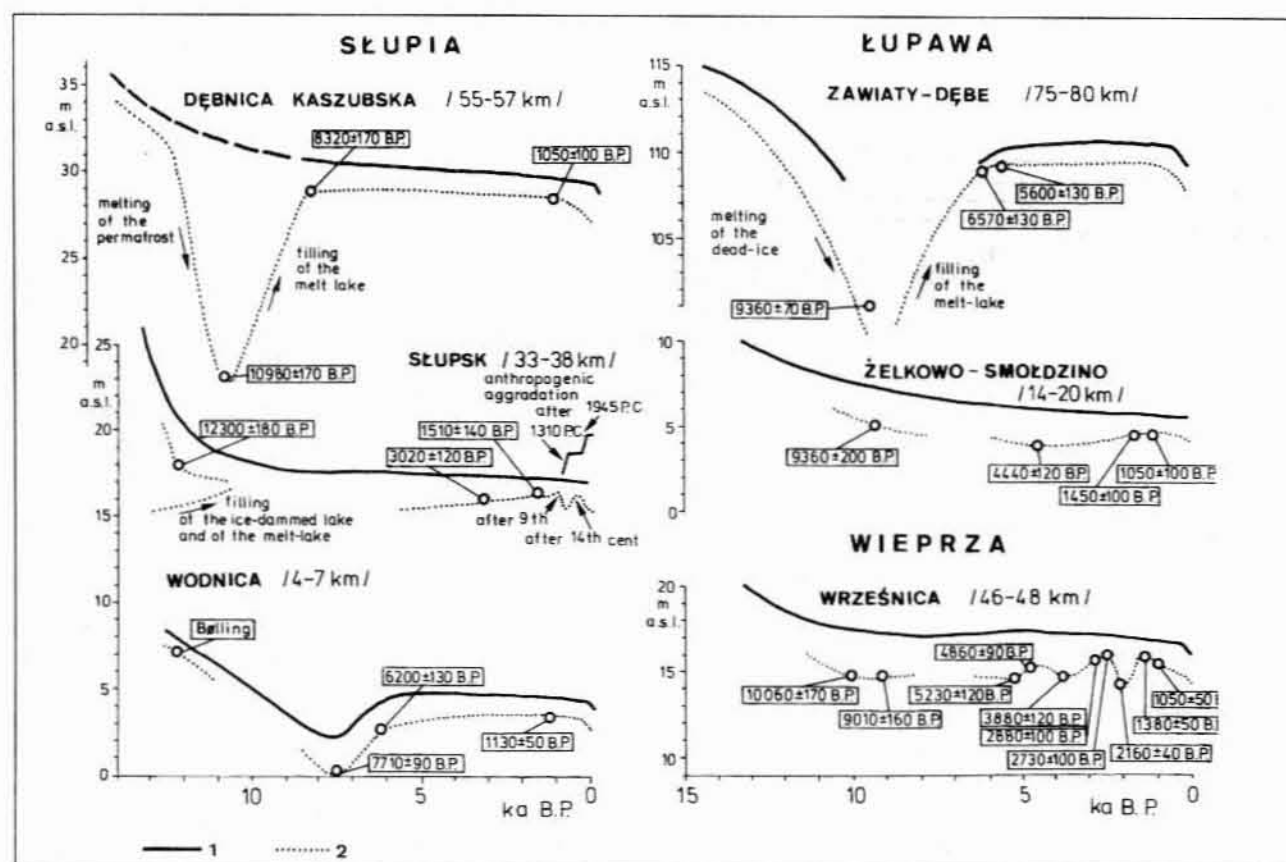 SŁUPIA
35
m
a.s.l.
30
25
20
DĘBNICA KASZUBSKA /55-57 km/
8320±170 B.P.
1050±100 B.P.
melting
of the
permafrost
filling
of the
melt lake
10980±170 B.P.
25
m
a.s.l.
20
15
10
5
0
SŁUPSK /33-38 km/
anthropogenic
aggradation
after
1310 P.C
1945 P.C
12300±180 B.P.
1510±140 B.P.
3020±120 B.P.
filling
of the ice-dammed lake
and of the melt-lake
after 9th
after 14th cent
WODNICA /4-7 km/
Bølling
6200±130 B.P.
1130±50 B.P.
7710±90 B.P.
10
5
0
ka B.P.
ŁUPAWA
115
m
a.s.l.
110
105
ZAWIATY-DĘBE /75-80 km/
5600±130 B.P.
6570±130 B.P.
melting
of the
dead-ice
filling
of the
melt-lake
9360±70 B.P.
10
5
0
ŻELKOWO-SMOŁDZINO
/14-20 km/
9360±200 B.P.
4440±120 B.P.
1450±100 B.P.
1050±100 B.P.
WIEPRZA
20
m
a.s.l.
15
10
WRZEŚNICA /46-48 km/
4860±90 B.P.
10060±170 B.P.
5230±120 B.P.
1050±50 B
9010±160 B.P.
3880±120 B.P.
1380±50 B.
2880±100 B.P.
2730±100 B.P.
2160±40 B.P.
15
10
5
0
ka B.P.
1
2